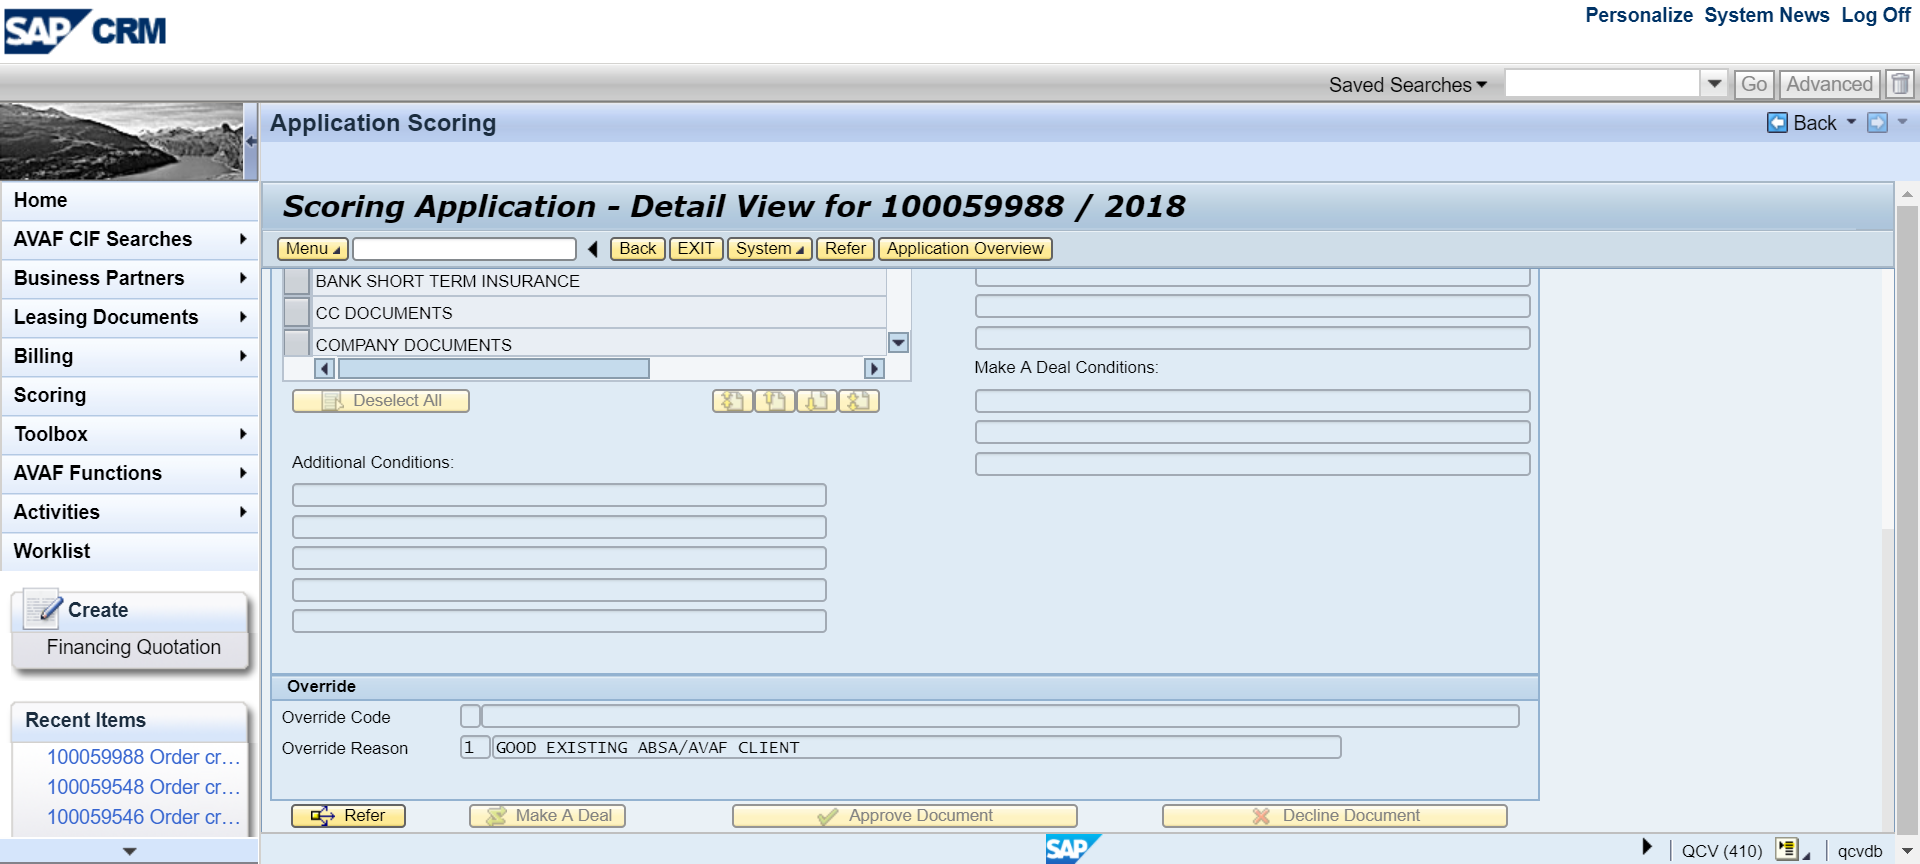 SAP CRM
Personalize System News Log Off
Saved Searches Go Advanced
Application Scoring
Back
Scoring Application - Detail View for 100059988 / 2018
Menu Back EXIT System Refer Application Overview
Home
AVAF CIF Searches
Business Partners
Leasing Documents
Billing
Scoring
Toolbox
AVAF Functions
Activities
Worklist
Create
Financing Quotation
Recent Items
100059988 Order cr...
100059548 Order cr...
100059546 Order cr...
BANK SHORT TERM INSURANCE
CC DOCUMENTS
COMPANY DOCUMENTS
Deselect All
Make A Deal Conditions:
Additional Conditions:
Override
Override Code
Override Reason 1 GOOD EXISTING ABSA/AVAF CLIENT
Refer Make A Deal Approve Document Decline Document
SAP
QCV (410) qcvdb